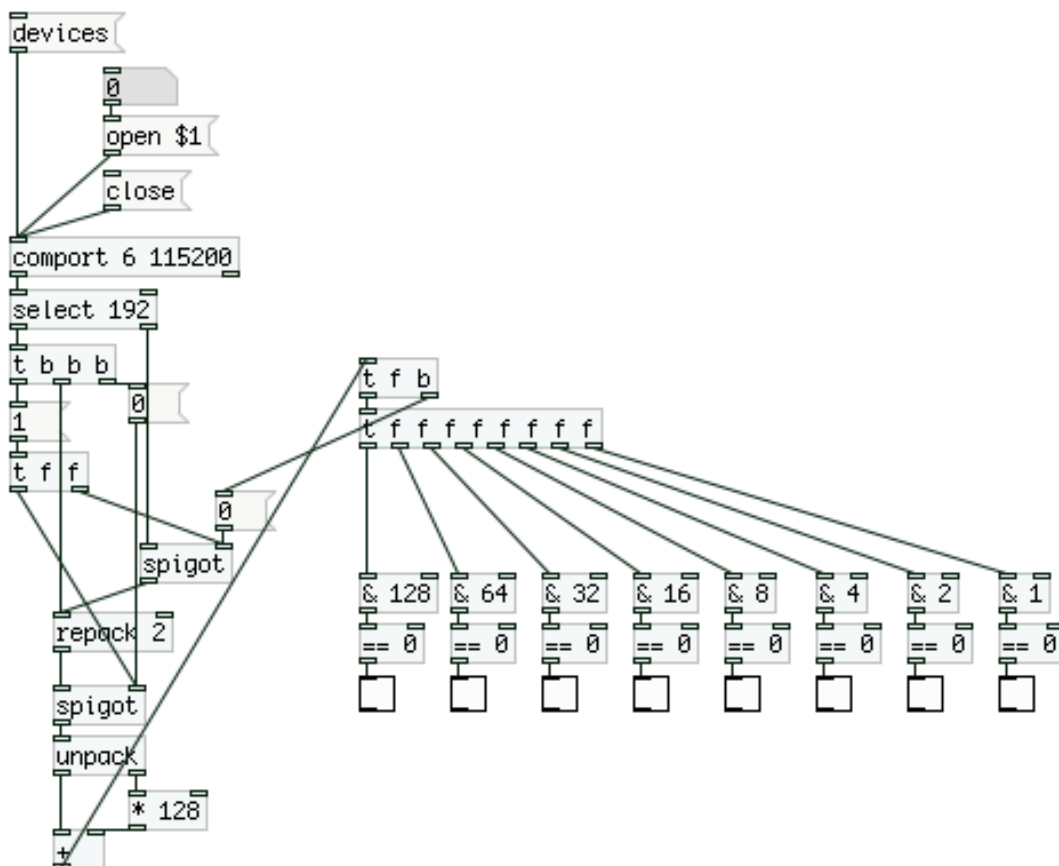 devices
0
open $1
close
comport 6 115200
select 192
t b b b
0
1
t f f
t f b
t f f f f f f f
0
spigot
& 128
& 64
& 32
& 16
& 8
& 4
& 2
& 1
repack 2
== 0
== 0
== 0
== 0
== 0
== 0
== 0
== 0
spigot
unpack
* 128
+